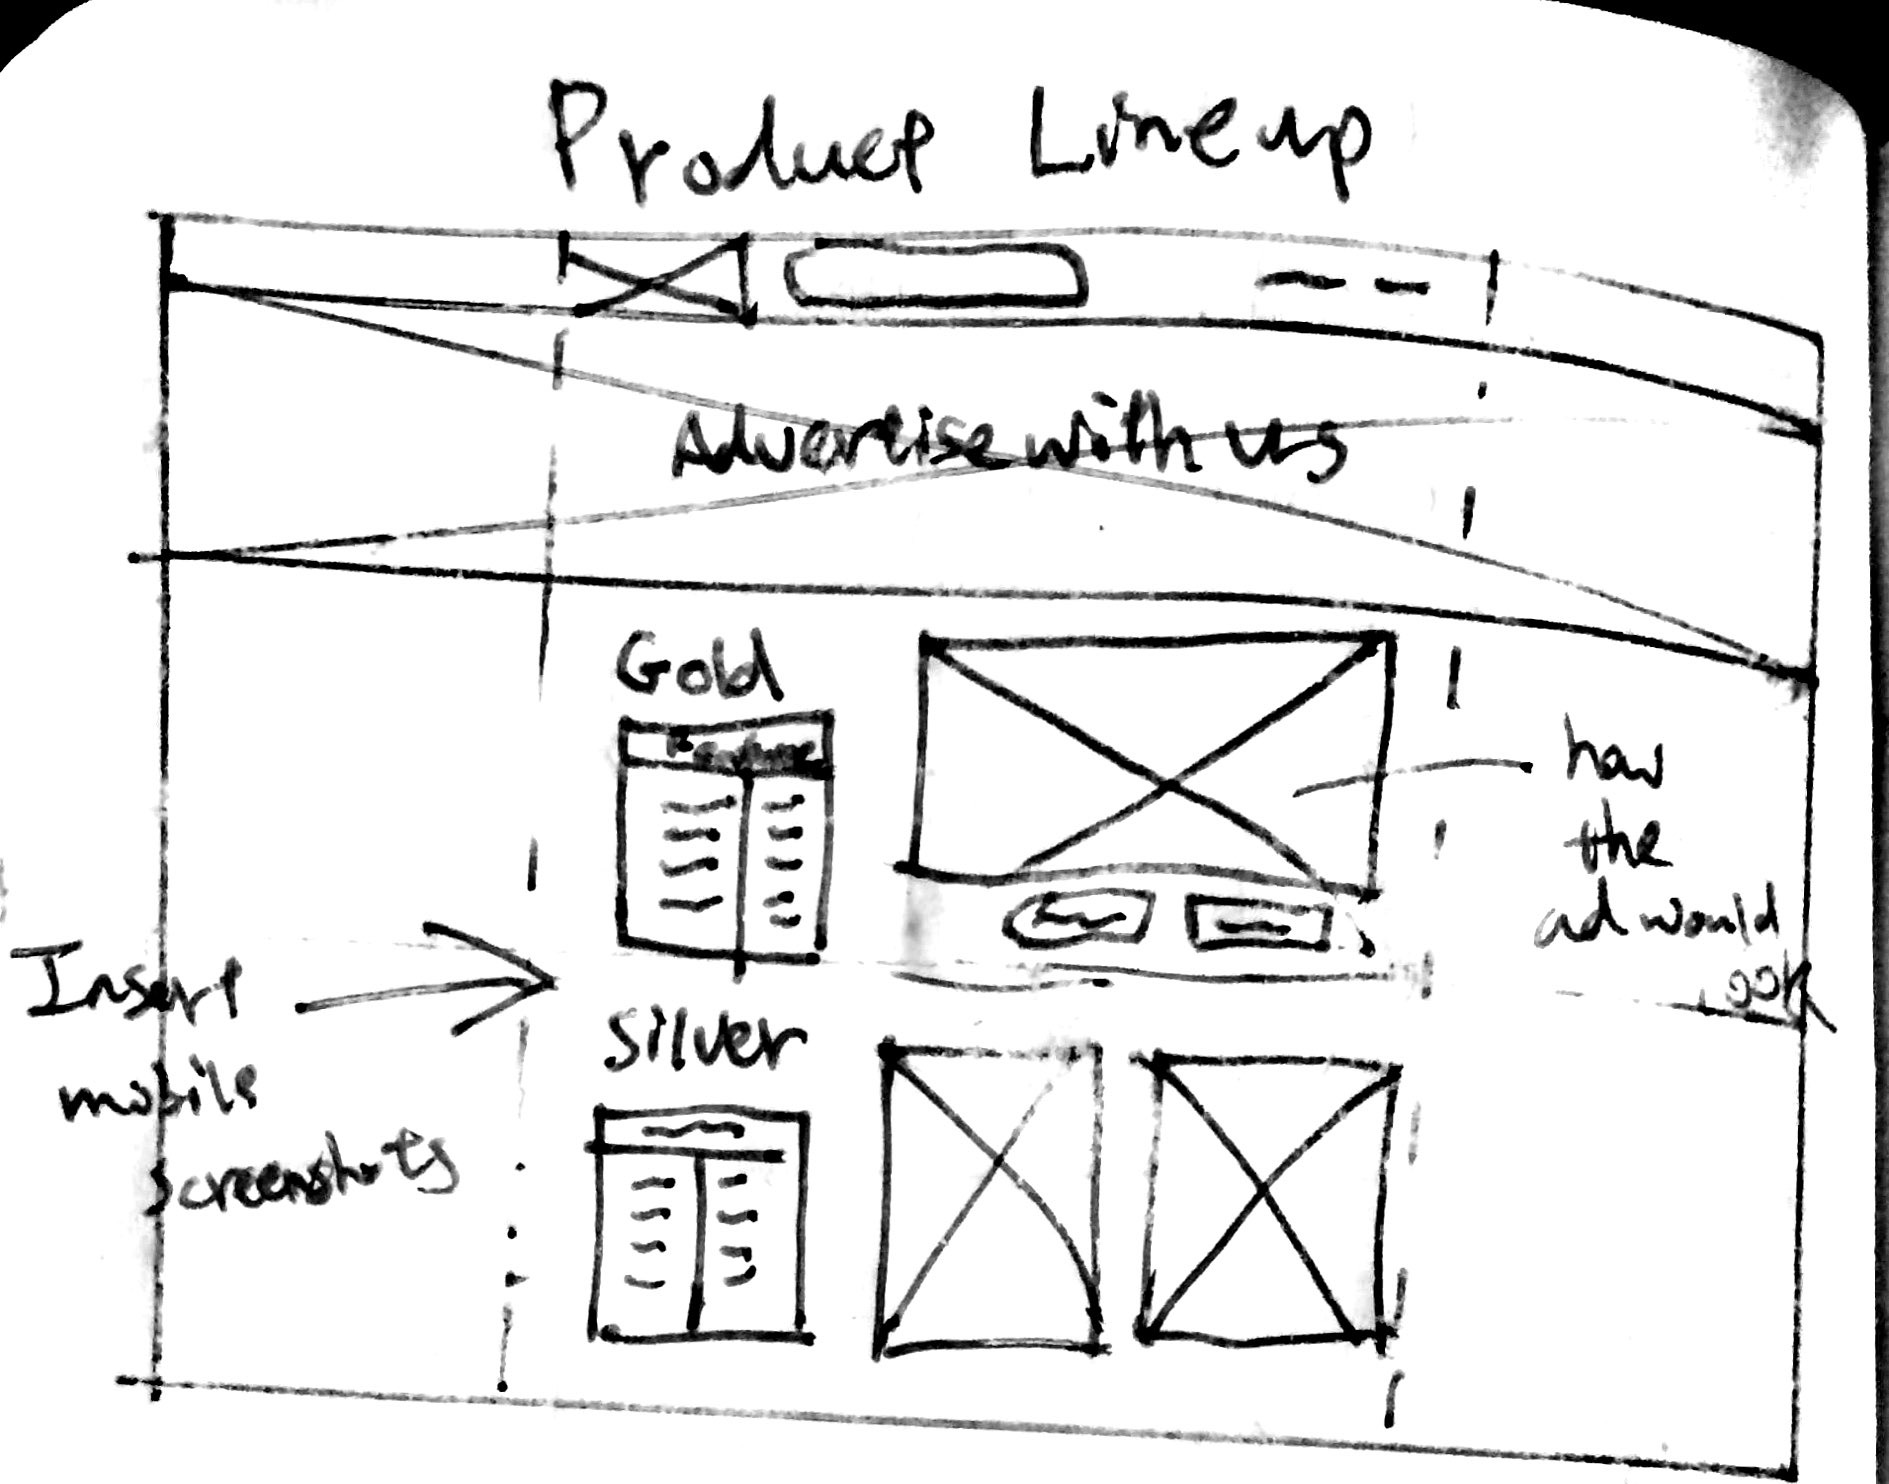 Product Lineup
Advertise with us
Gold
how
the
ad would
look
Insert
mobile
screenshots
Silver